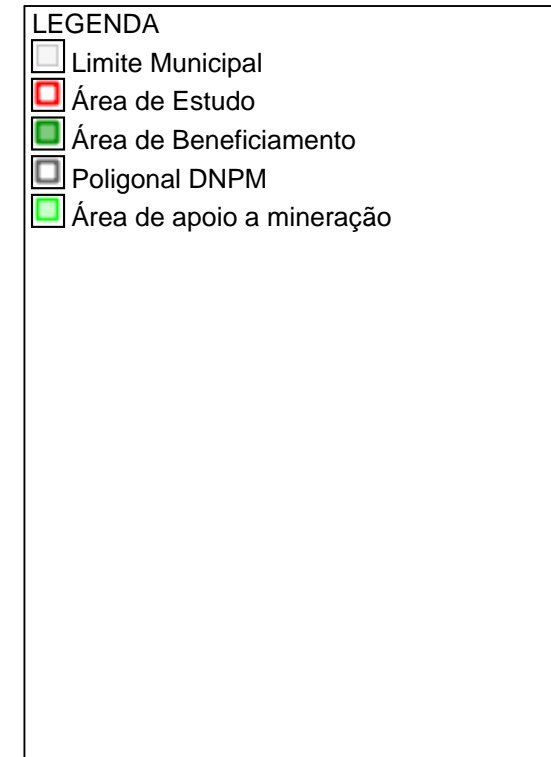 LEGENDA
Limite Municipal
Área de Estudo
Área de Beneficiamento
Poligonal DNPM
Área de apoio a mineração